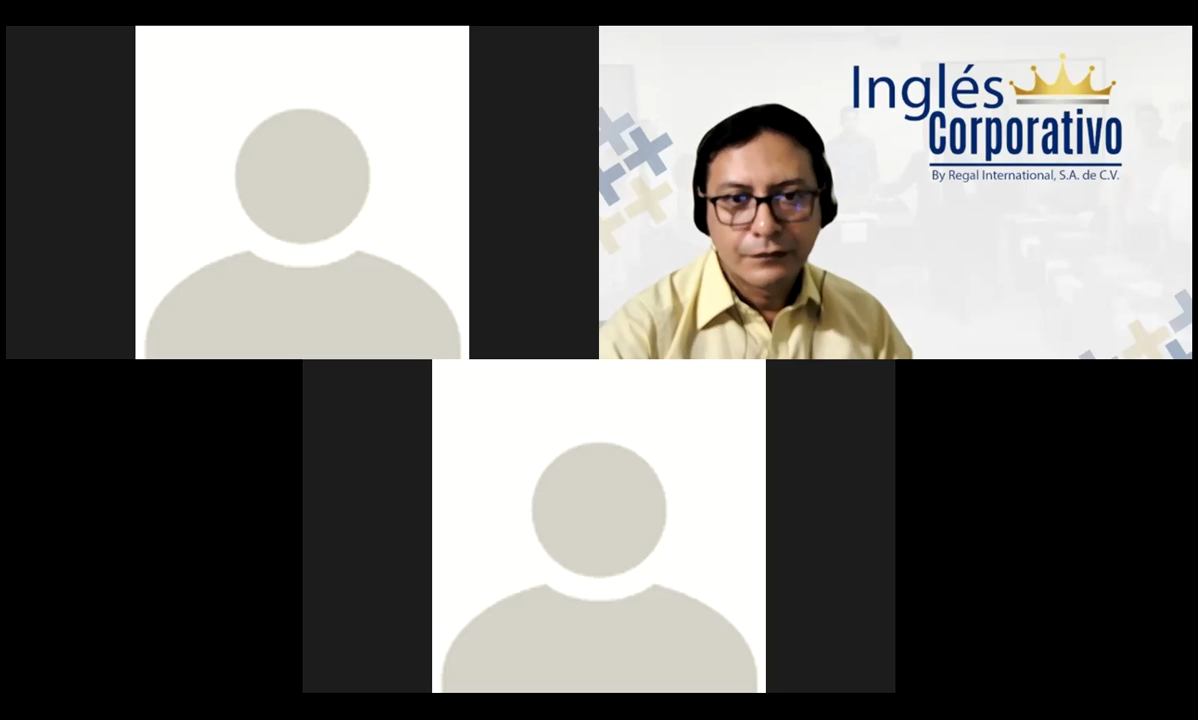 Inglés
Corporativo
By Regal International, S.A. de C.V.